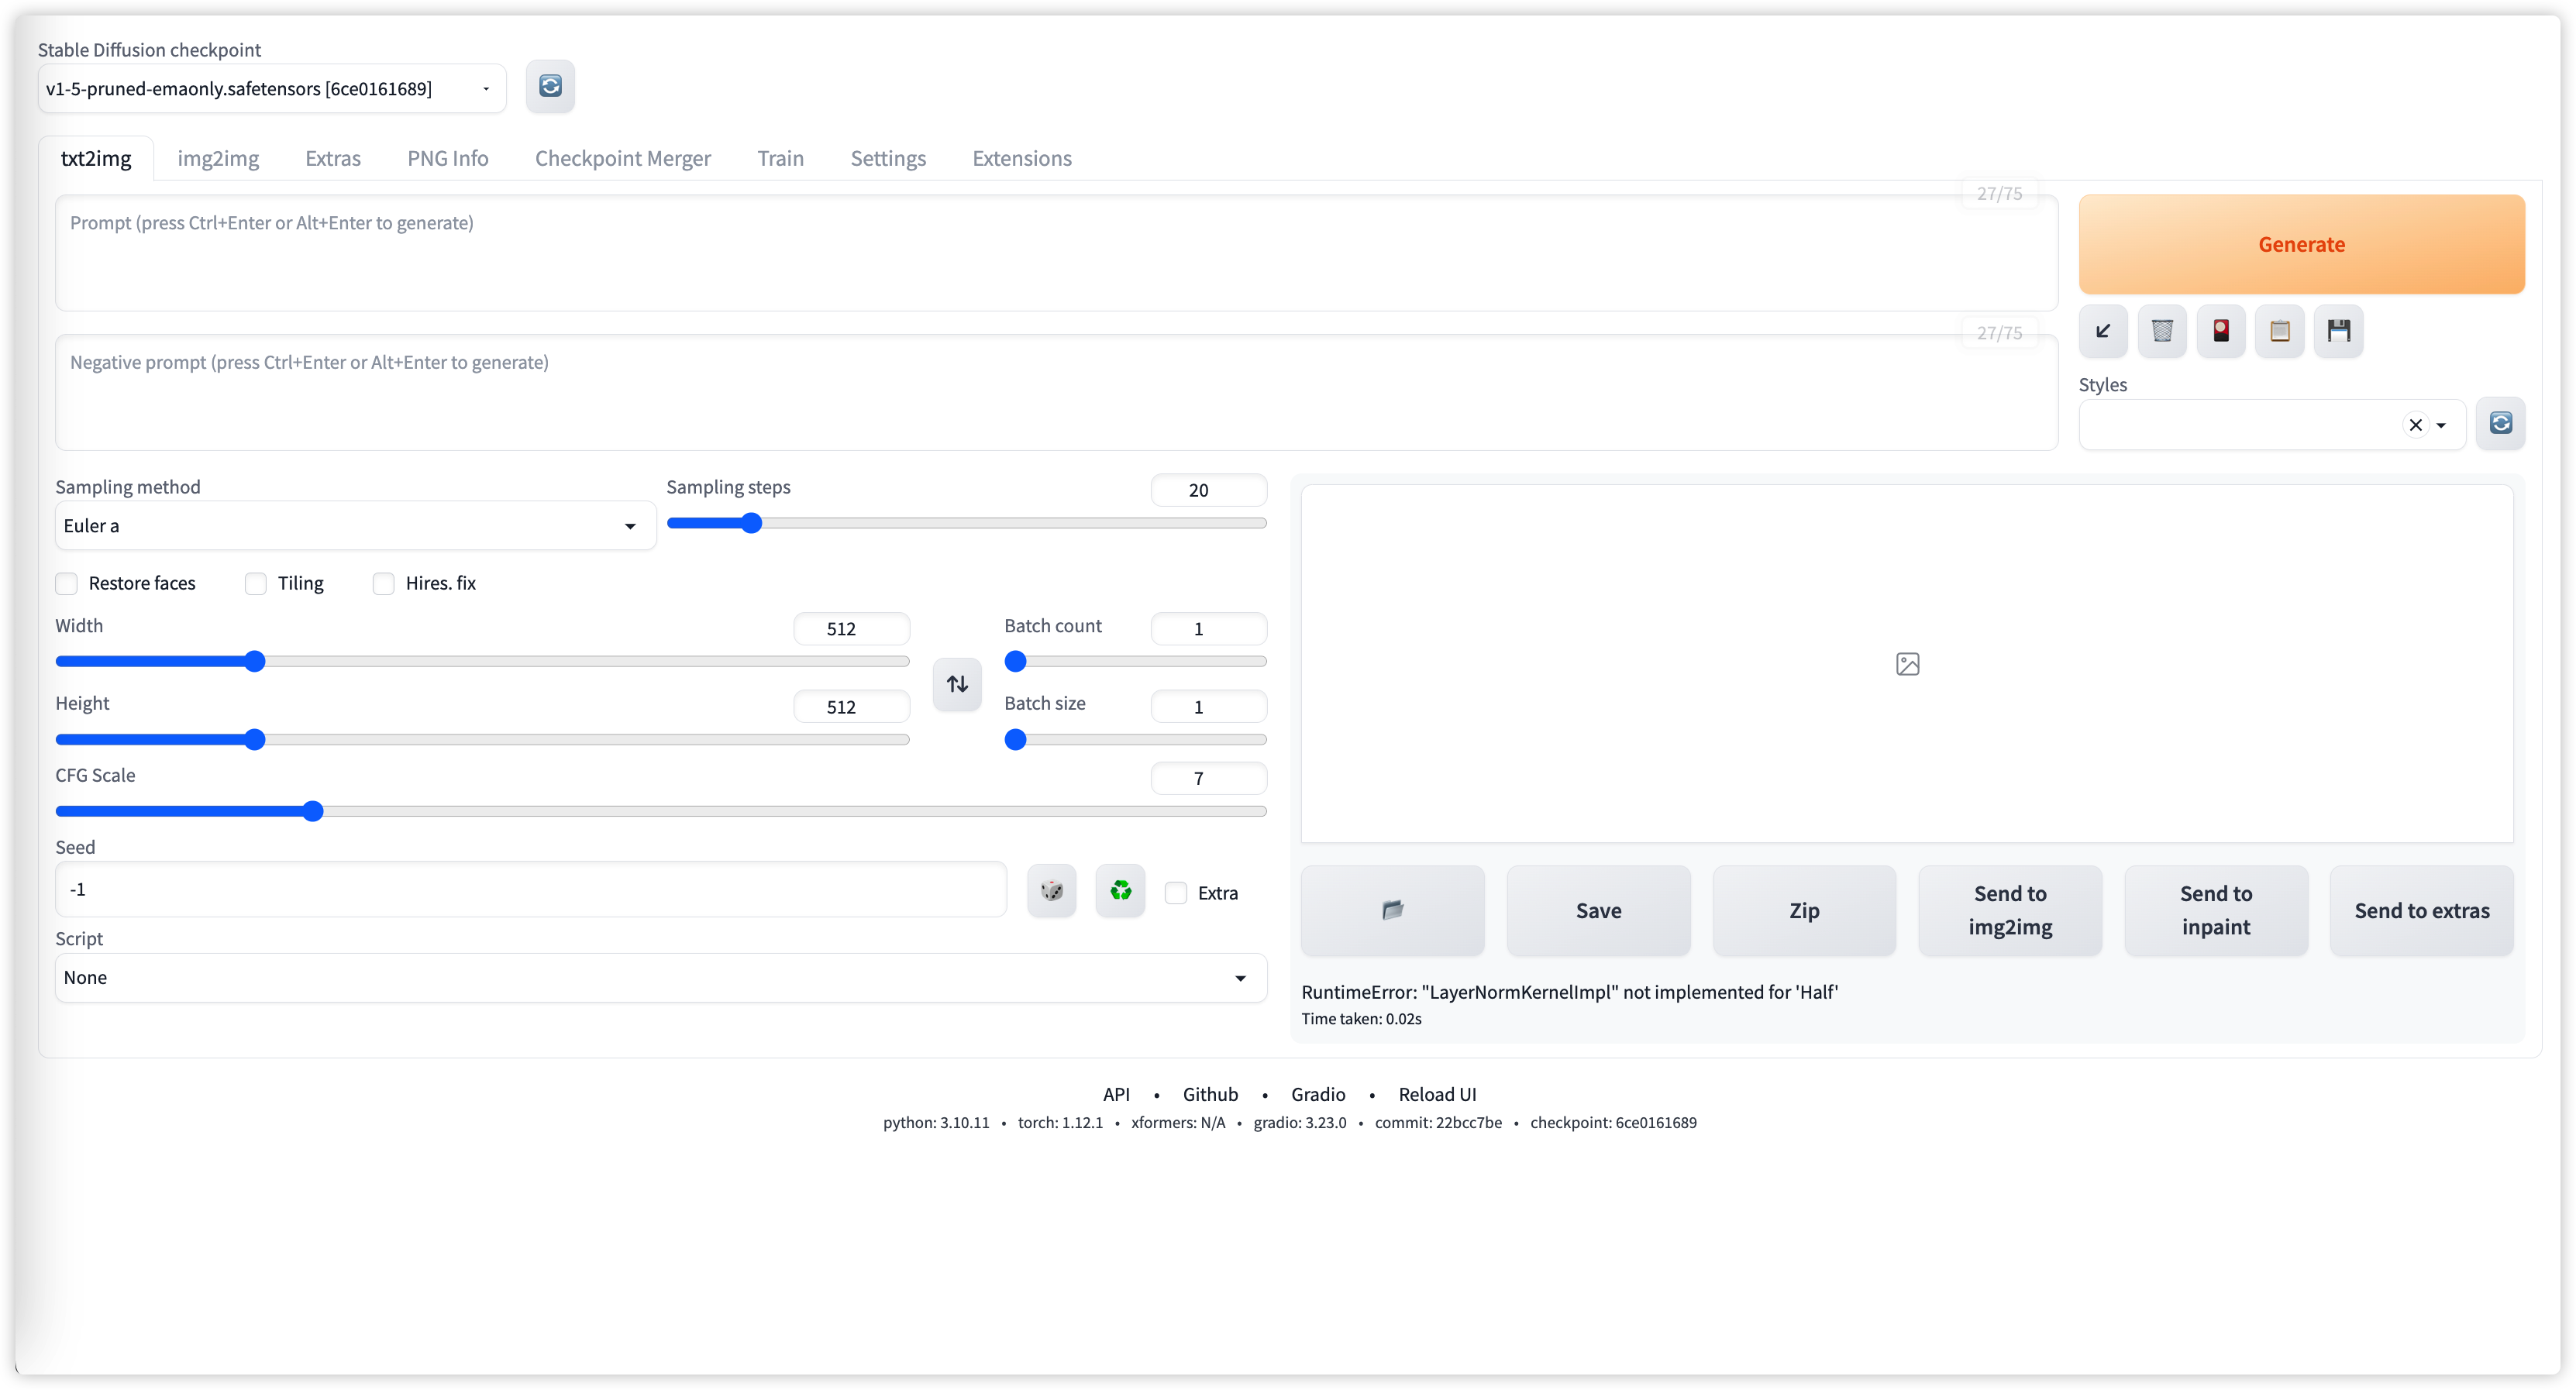 Stable Diffusion checkpoint
v1-5-pruned-emaonly.safetensors [6ce0161689]
txt2img img2img Extras PNG Info Checkpoint Merger Train Settings Extensions
27/75
Prompt (press Ctrl+Enter or Alt+Enter to generate)
Generate
27/75
Negative prompt (press Ctrl+Enter or Alt+Enter to generate)
Styles
Sampling method
Euler a
Sampling steps 20
Restore faces Tiling Hires. fix
Width 512
Batch count 1
Height 512
Batch size 1
CFG Scale 7
Seed
-1
Extra
Script
None
Save
Zip
Send to
img2img
Send to
inpaint
Send to extras
RuntimeError: "LayerNormKernelImpl" not implemented for 'Half'
Time taken: 0.02s
API • Github • Gradio • Reload UI
python: 3.10.11 • torch: 1.12.1 • xformers: N/A • gradio: 3.23.0 • commit: 22bcc7be • checkpoint: 6ce0161689